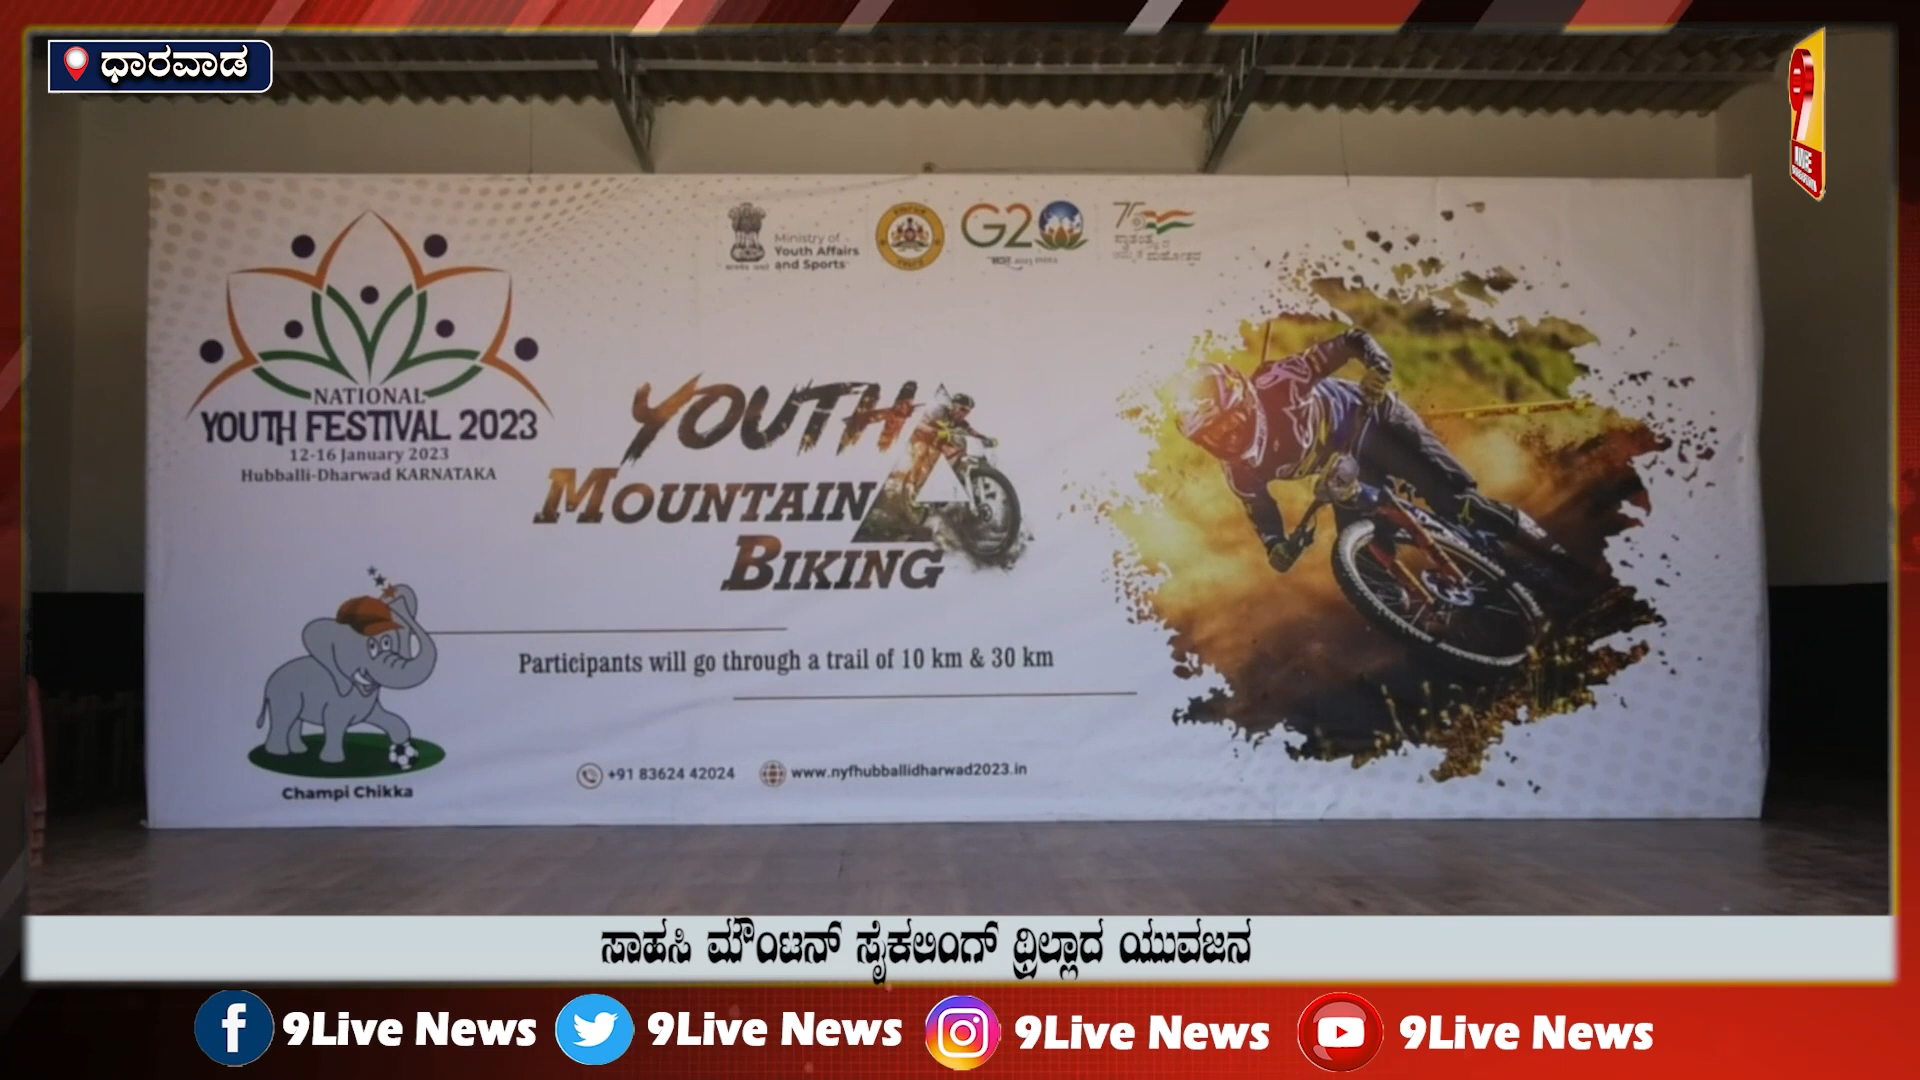 ಧಾರವಾಡ
9
Ministry of
Youth Affairs
and Sports
G20
75
NATIONAL
YOUTH FESTIVAL 2023
12-16 January 2023
Hubballi-Dharwad KARNATAKA
YOUTH
MOUNTAIN
BIKING
Participants will go through a trail of 10 km & 30 km
+91 83624 42024
www.nyfhubballidharwad2023.in
Champi Chikka
ಸಾಹಸಿ ಮೌಂಟನ್ ಸೈಕಲಿಂಗ್ ಥ್ರಿಲ್ಲಾದ ಯುವಜನ
9Live News
9Live News
9Live News
9Live News